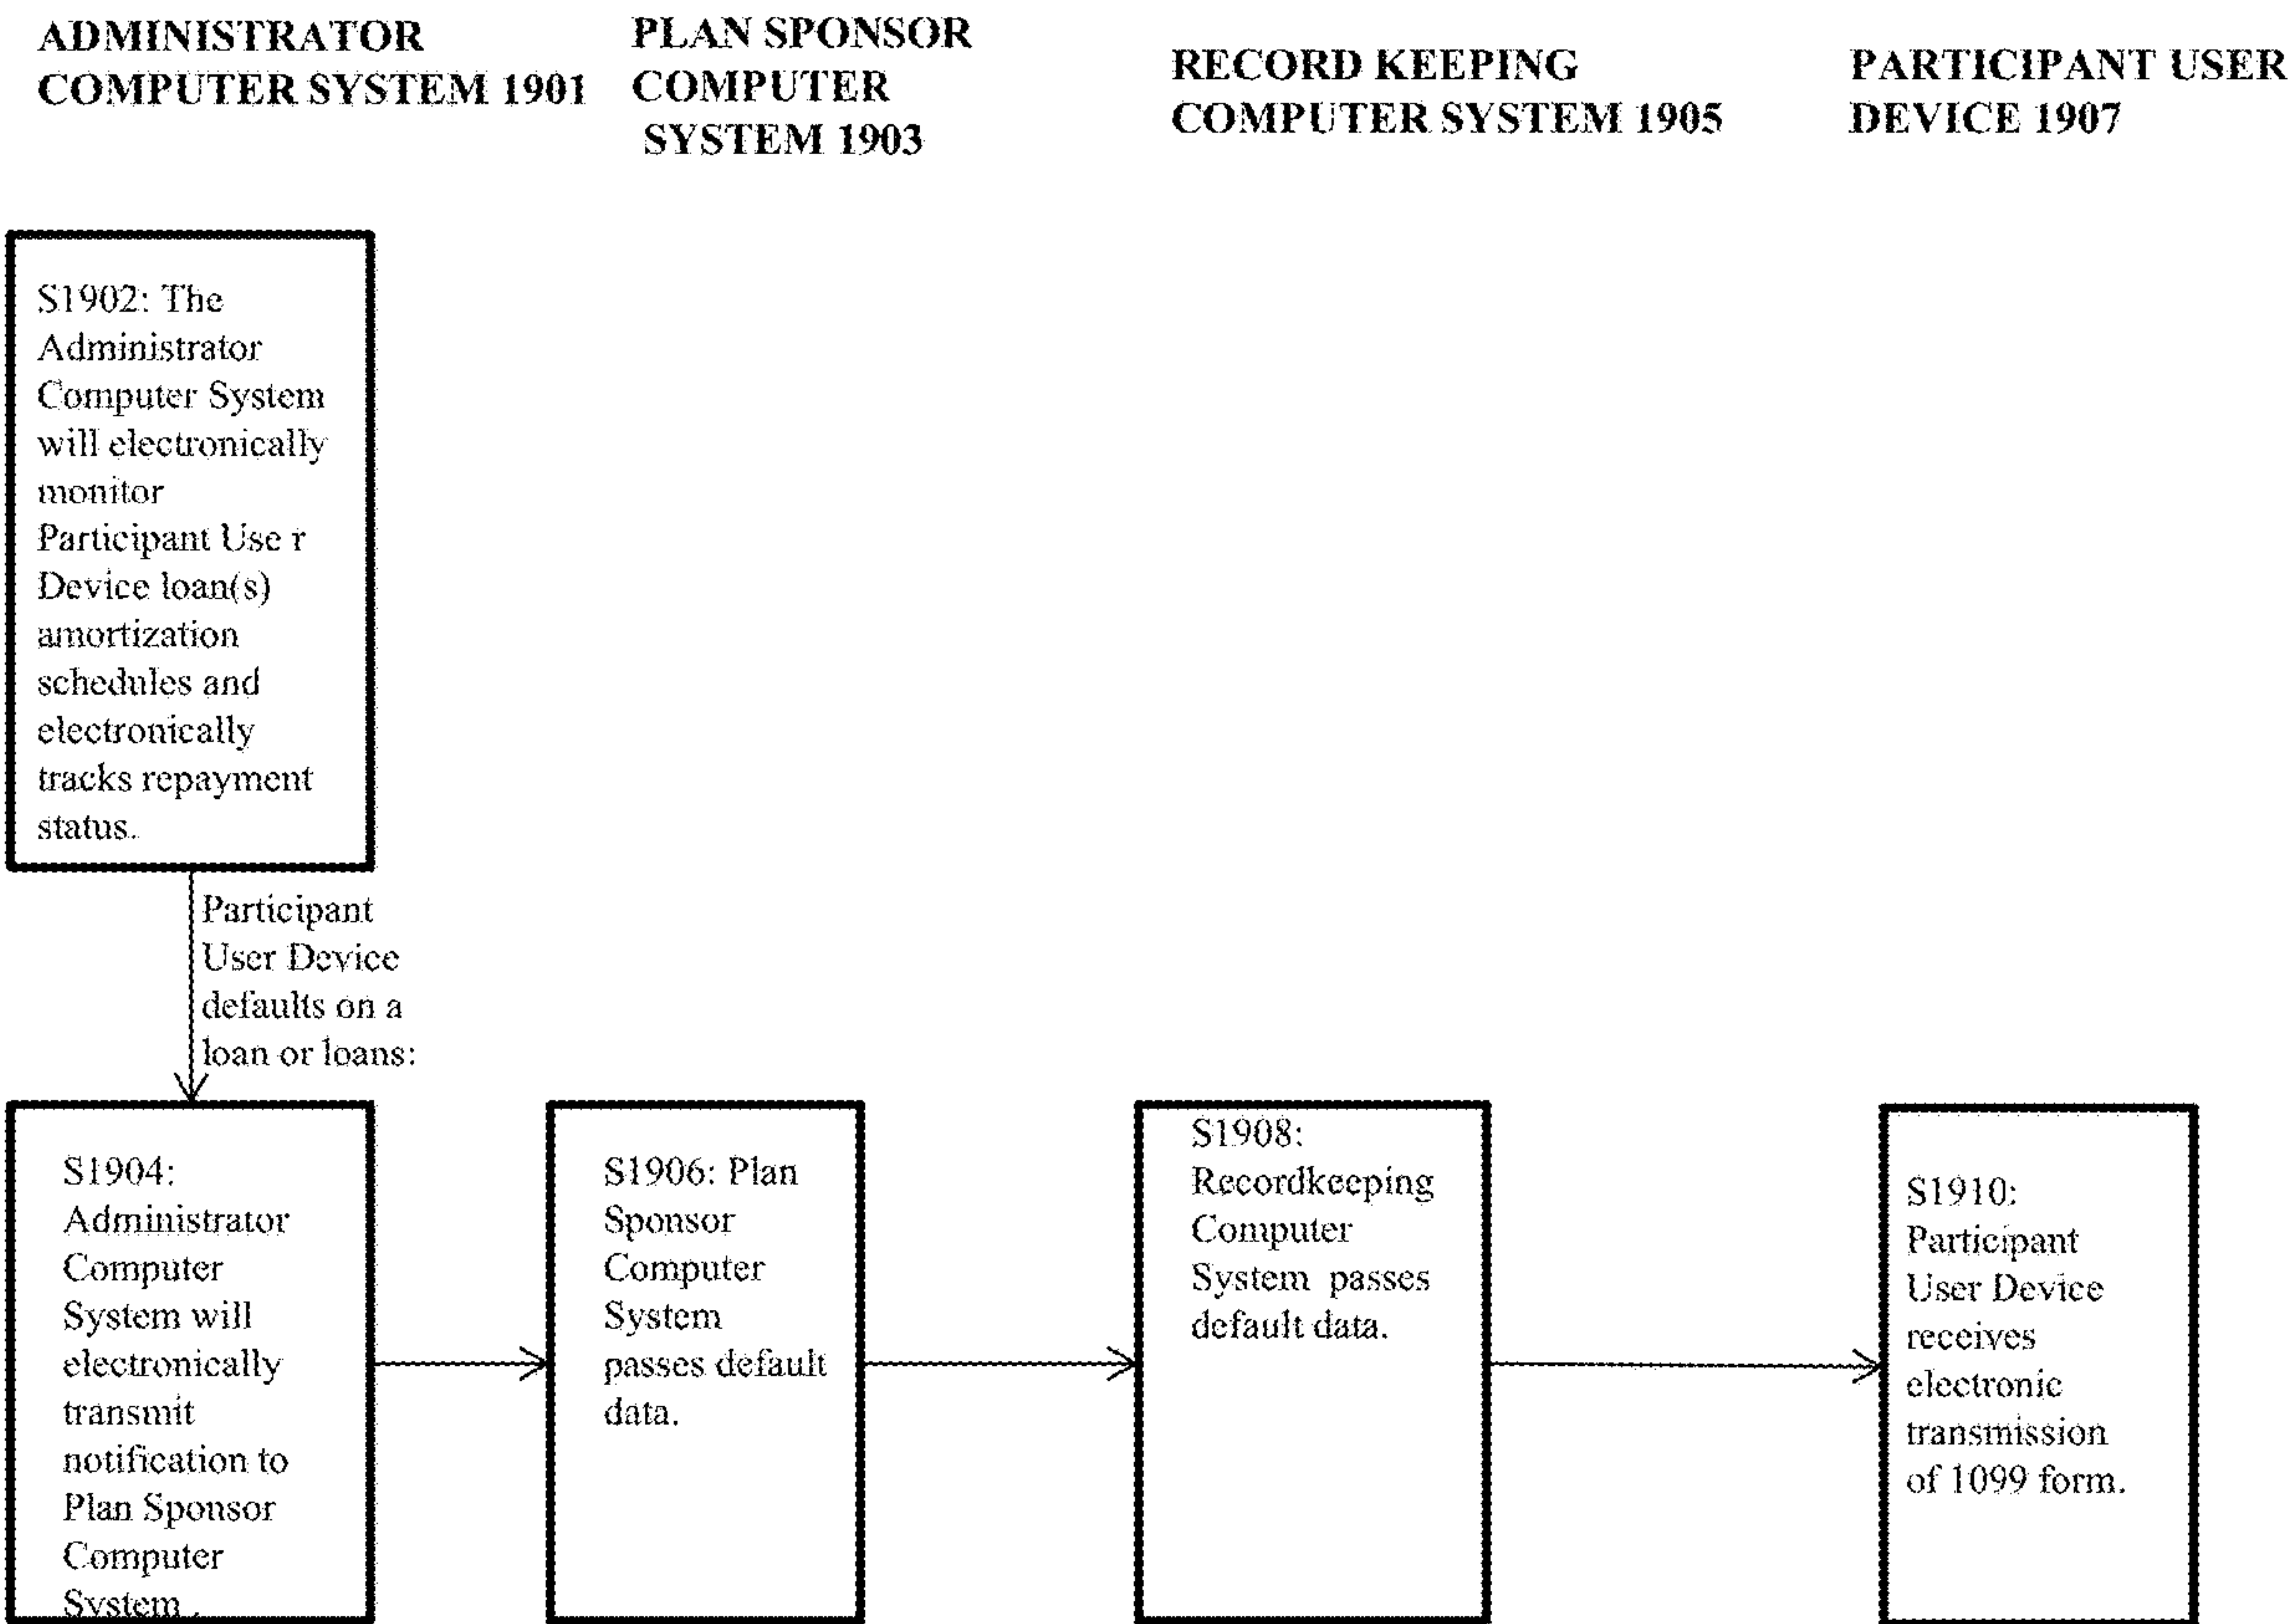 ADMINISTRATOR
COMPUTER SYSTEM 1901
PLAN SPONSOR
COMPUTER
SYSTEM 1903
RECORD KEEPING
COMPUTER SYSTEM 1905
PARTICIPANT USER
DEVICE 1907
S1902: The
Administrator
Computer System
will electronically
monitor
Participant Use r
Device loan(s)
amortization
schedules and
electronically
tracks repayment
status.
Participant
User Device
defaults on a
loan or loans:
S1904:
Administrator
Computer
System will
electronically
transmit
notification to
Plan Sponsor
Computer
System .
S1906: Plan
Sponsor
Computer
System
passes default
data.
S1908:
Recordkeeping
Computer
System  passes
default data.
S1910:
Participant
User Device
receives
electronic
transmission
of 1099 form.